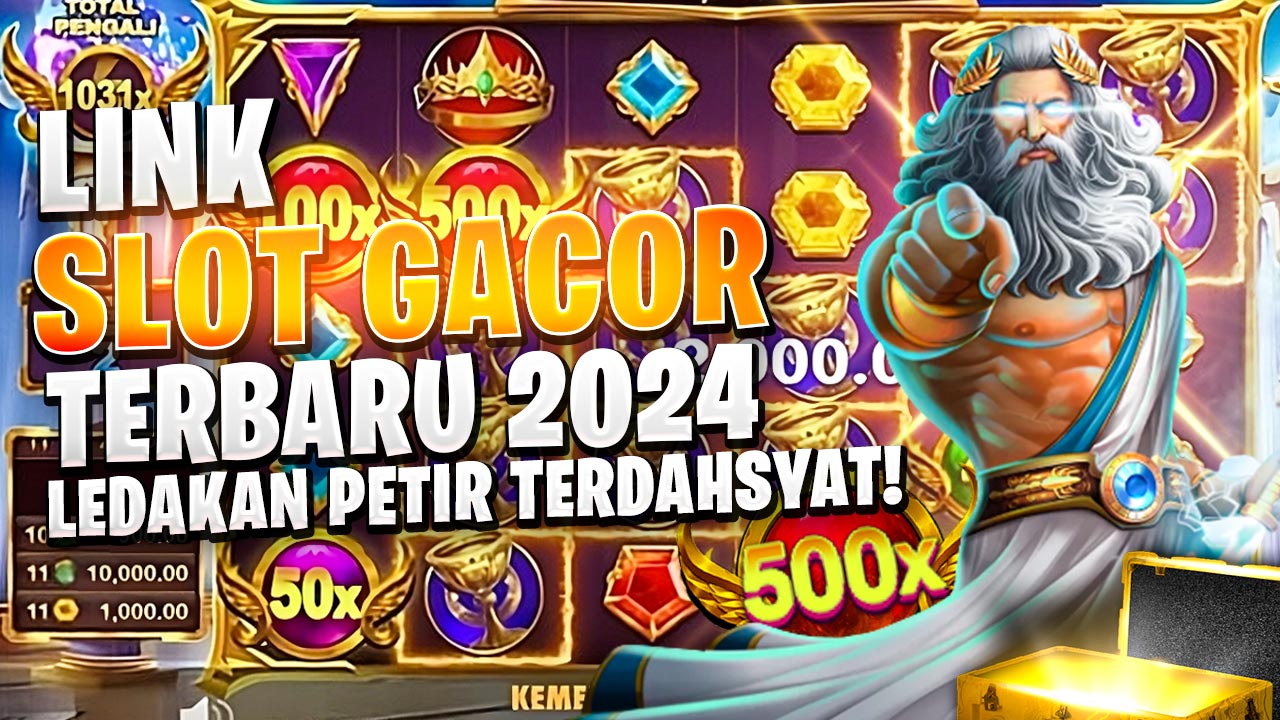 TOTAL
PENGALI
1031x
LINK
500x
SLOT GACOR
TERBARU 2024
LEDAKAN PETIR TERDAHSYAT!
11 10,000.00
11 1,000.00
50x
500x